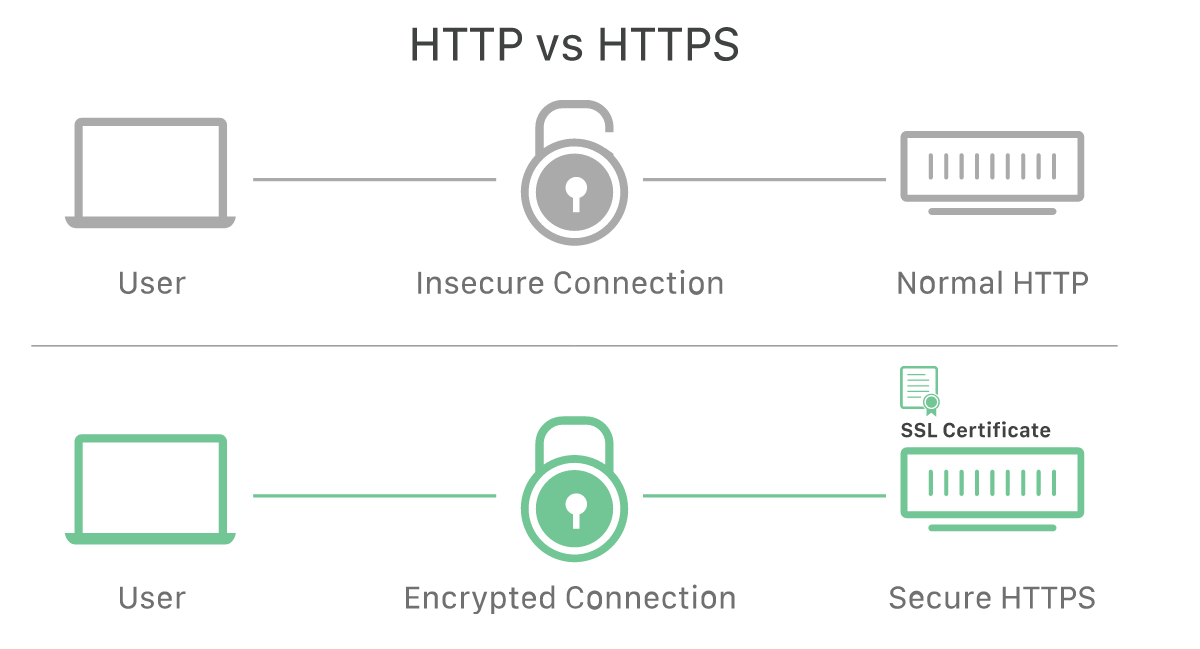 HTTP vs HTTPS
User
Insecure Connection
Normal HTTP
SSL Certificate
User
Encrypted Connection
Secure HTTPS